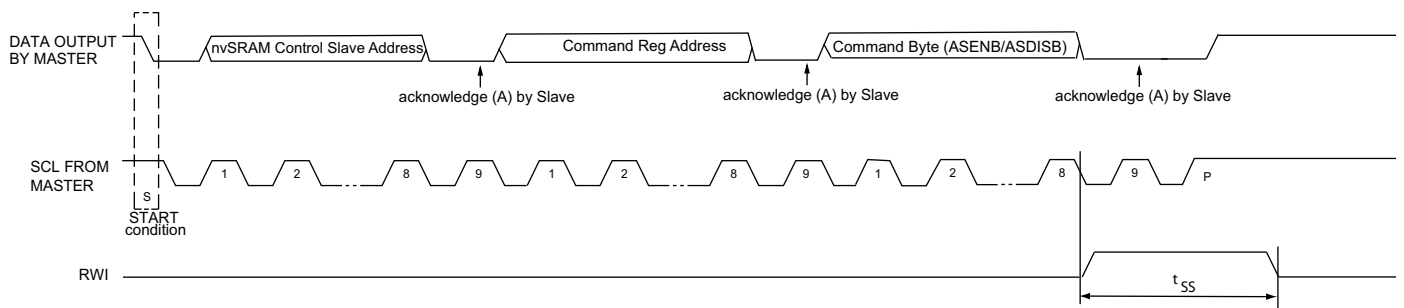 DATA OUTPUT
BY MASTER
nvSRAM Control Slave Address
Command Reg Address
Command Byte (ASENB/ASDISB)
acknowledge (A) by Slave
acknowledge (A) by Slave
acknowledge (A) by Slave
SCL FROM
MASTER
1 2 8 9 1 2 8 9 1 2 8 9 P
S
START
condition
RWI
tSS